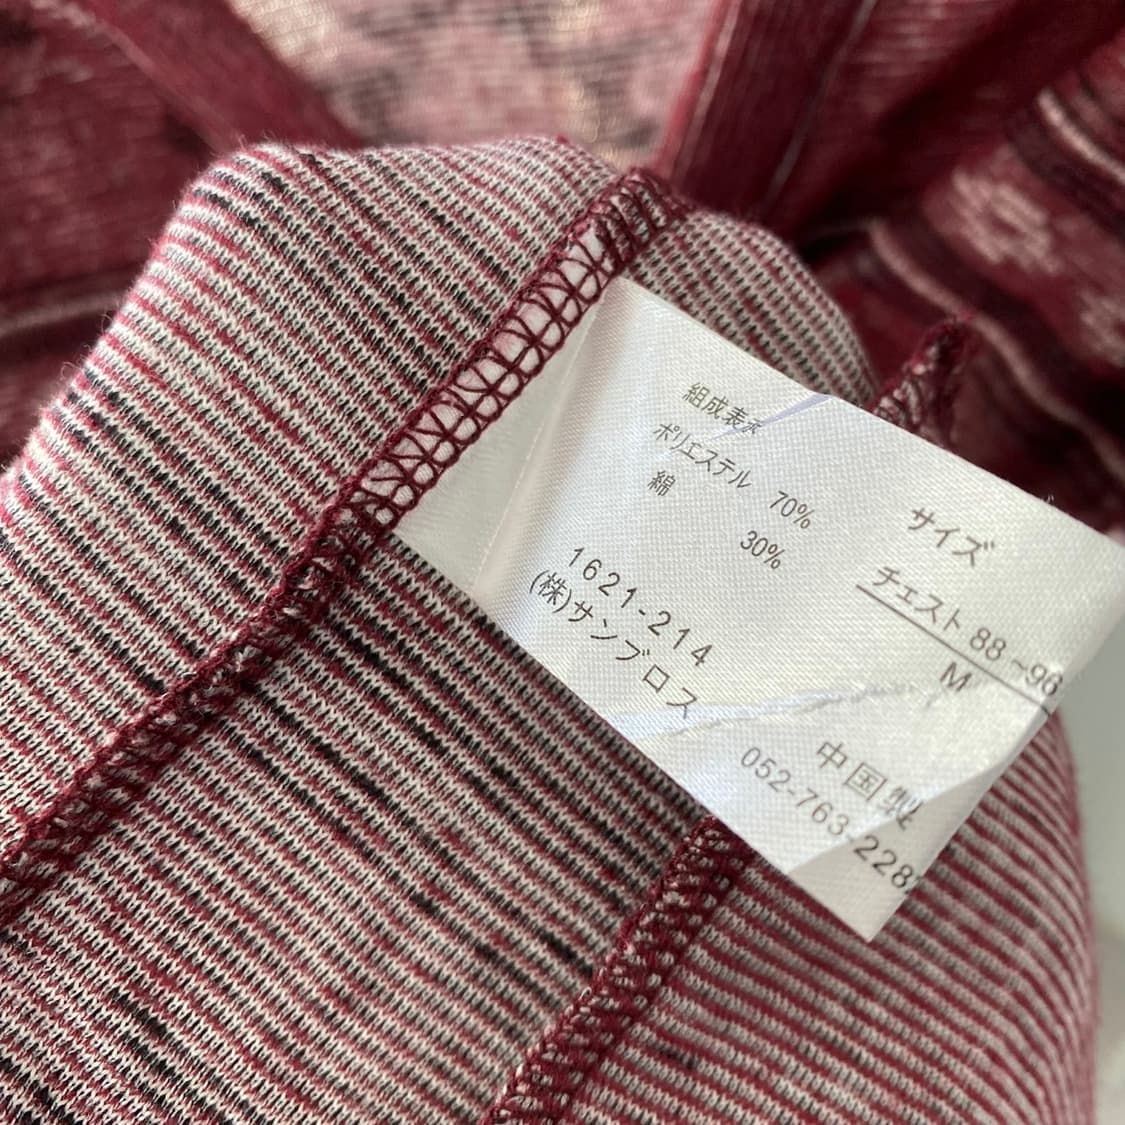 サイズ
チェスト 88~96
M
組成表示
ポリエステル 70%
綿 30%
1621-214
(株)サンブロス
中国製
052-763-228